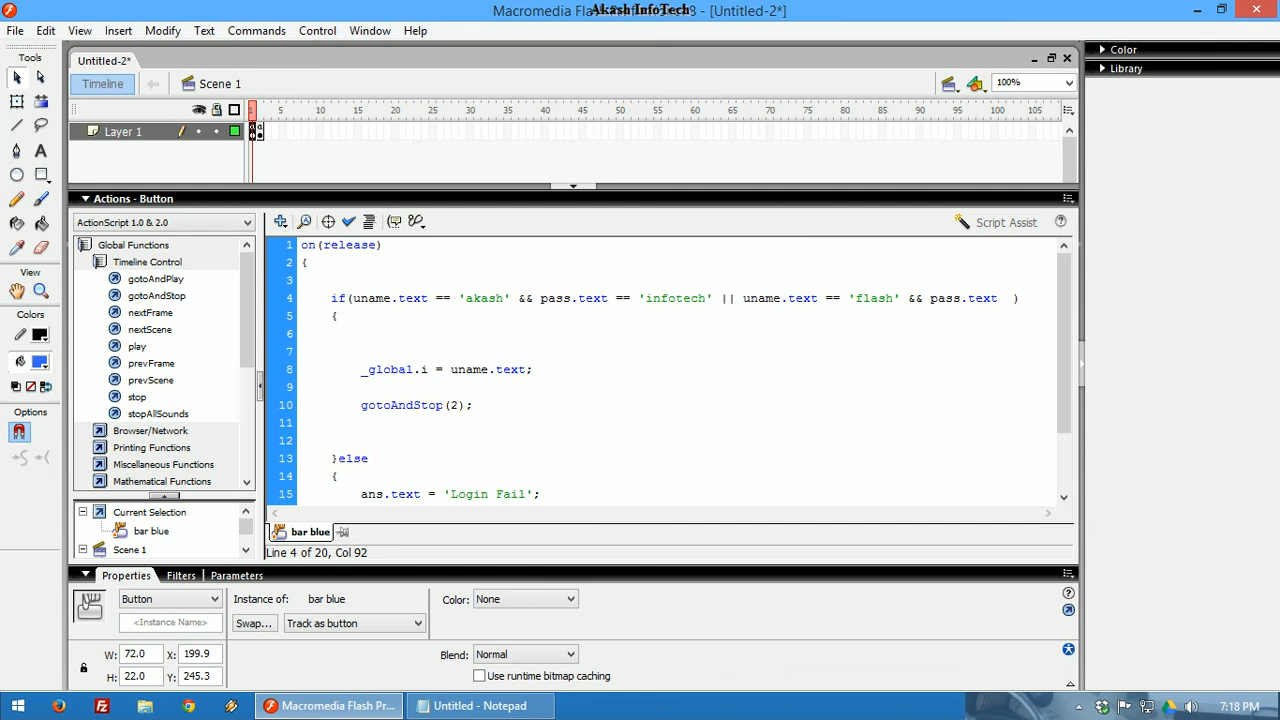 Akash InfoTech
Macromedia Fla 8 - [Untitled-2*]
File Edit View Insert Modify Text Commands Control Window Help
Tools
View
Colors
Options
Untitled-2*
Timeline
Scene 1
100%
5 10 15 20 25 30 35 40 45 50 55 60 65 70 75 80 85 90 95 100 105
Layer 1
Actions - Button
ActionScript 1.0 & 2.0
Script Assist
Global Functions
Timeline Control
gotoAndPlay
gotoAndStop
nextFrame
nextScene
play
prevFrame
prevScene
stop
stopAllSounds
Browser/Network
Printing Functions
Miscellaneous Functions
Mathematical Functions
Current Selection
bar blue
Scene 1
1 on(release)
2 {
3
4 if(uname.text == 'akash' && pass.text == 'infotech' || uname.text == 'flash' && pass.text )
5 {
6
7
8 _global.i = uname.text;
9
10 gotoAndStop(2);
11
12
13 }else
14 {
15 ans.text = 'Login Fail';
bar blue
Line 4 of 20, Col 92
Properties Filters Parameters
Button
<Instance Name>
Instance of: bar blue
Swap...
Track as button
Color: None
W: 72.0 X: 199.9
H: 22.0 Y: 245.3
Blend: Normal
Use runtime bitmap caching
Color
Library
Macromedia Flash Pr...
Untitled - Notepad
7:18 PM